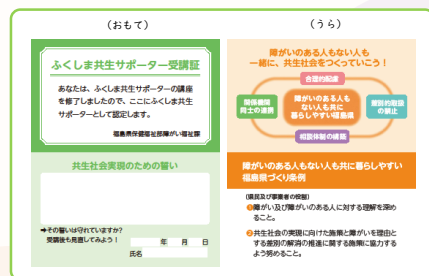 （おもて）
ふくしま共生サポーター受講証
あなたは、ふくしま共生サポーターの講座
を修了しましたので、ここにふくしま共生
サポーターとして認定します。
福島県保健福祉部障がい福祉課
共生社会実現のための誓い
➡その誓いは守れていますか？
受講後も見直してみよう！
年　月　日
氏名
（うら）
障がいのある人もない人も
一緒に、共生社会をつくっていこう！
合理的配慮
関係機関
同士の連携
障がいのある人も
ない人も共に
暮らしやすい福島県
差別的取扱
の禁止
相談体制の構築
障がいのある人もない人も共に暮らしやすい
福島県づくり条例
(県民及び事業者の役割)
❶障がい及び障がいのある人に対する理解を深め
ること。
❷共生社会の実現に向けた施策と障がいを理由と
する差別の解消の推進に関する施策に協力する
よう努めること。